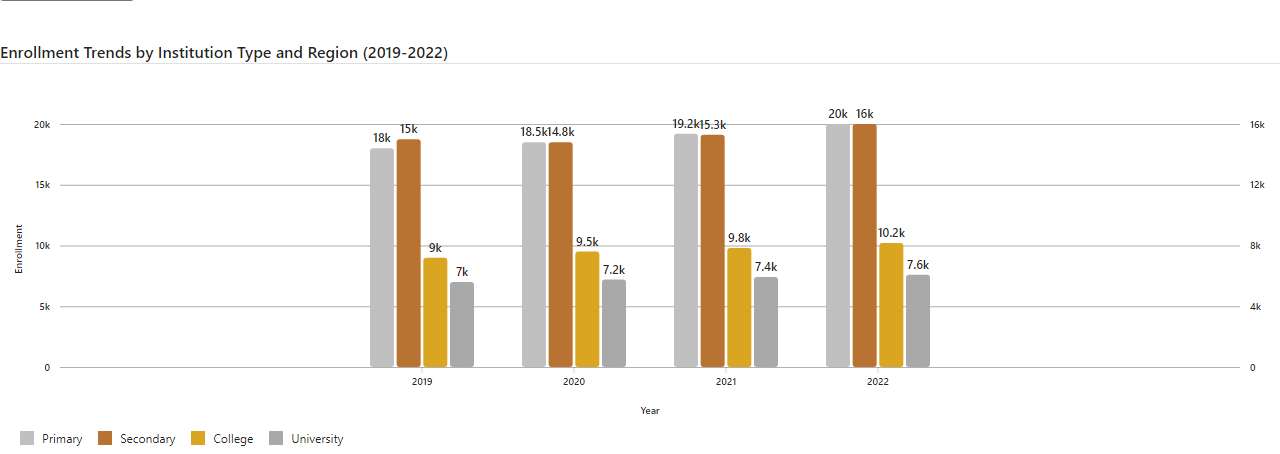 Enrollment Trends by Institution Type and Region (2019-2022)
20k 16k
18k 15k 18.5k 14.8k 19.2k 15.3k 20k 16k
15k 12k
9k 9.5k 9.8k 10.2k
10k 8k
7k 7.2k 7.4k 7.6k
5k 4k
0 0
Enrollment
2019 2020 2021 2022
Year
Primary Secondary College University